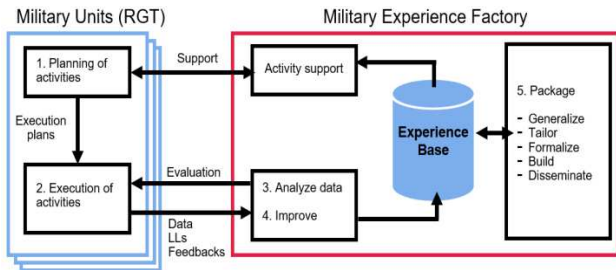 Military Units (RGT)
Military Experience Factory
1. Planning of
activities
Support
Activity support
Execution
plans
Experience
Base
5. Package
- Generalize
- Tailor
- Formalize
- Build
- Disseminate
2. Execution of
activities
Evaluation
3. Analyze data
4. Improve
Data
LLs
Feedbacks